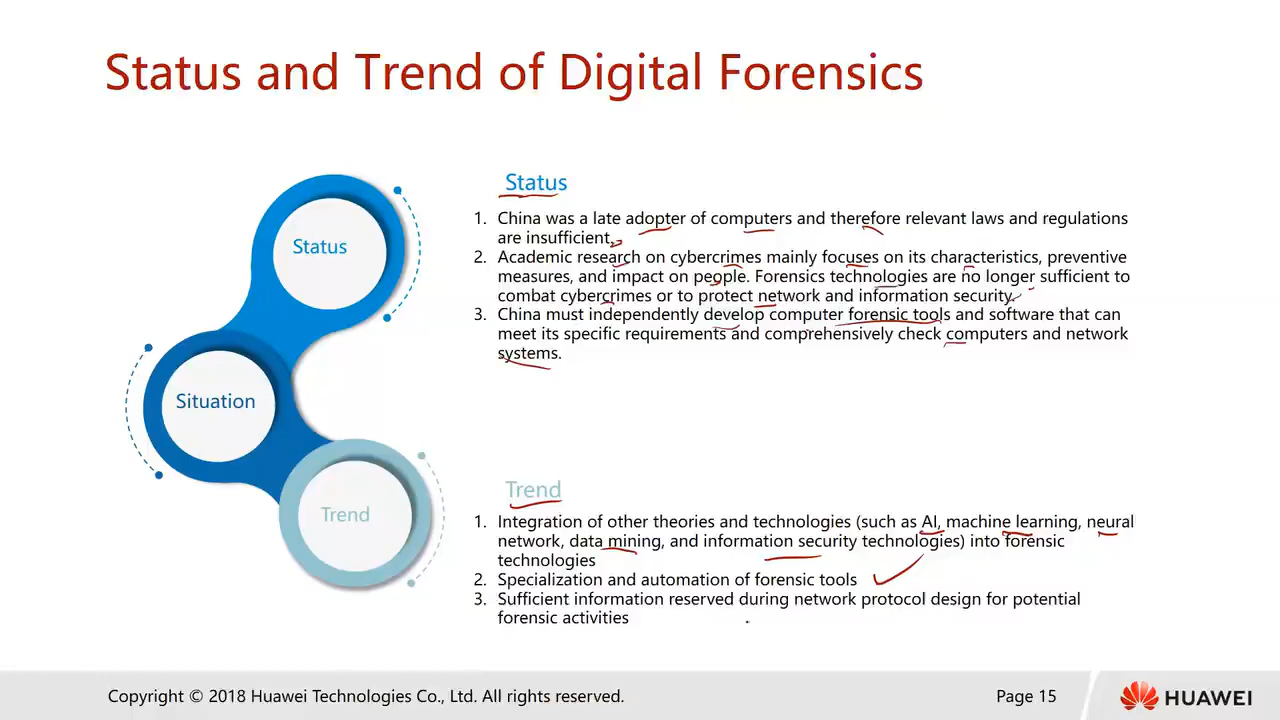 Status and Trend of Digital Forensics
Status
Situation
Trend
Status
1. China was a late adopter of computers and therefore relevant laws and regulations
are insufficient.
2. Academic research on cybercrimes mainly focuses on its characteristics, preventive
measures, and impact on people. Forensics technologies are no longer sufficient to
combat cybercrimes or to protect network and information security.
3. China must independently develop computer forensic tools and software that can
meet its specific requirements and comprehensively check computers and network
systems.
Trend
1. Integration of other theories and technologies (such as AI, machine learning, neural
network, data mining, and information security technologies) into forensic
technologies
2. Specialization and automation of forensic tools
3. Sufficient information reserved during network protocol design for potential
forensic activities
Copyright © 2018 Huawei Technologies Co., Ltd. All rights reserved.
Page 15
HUAWEI